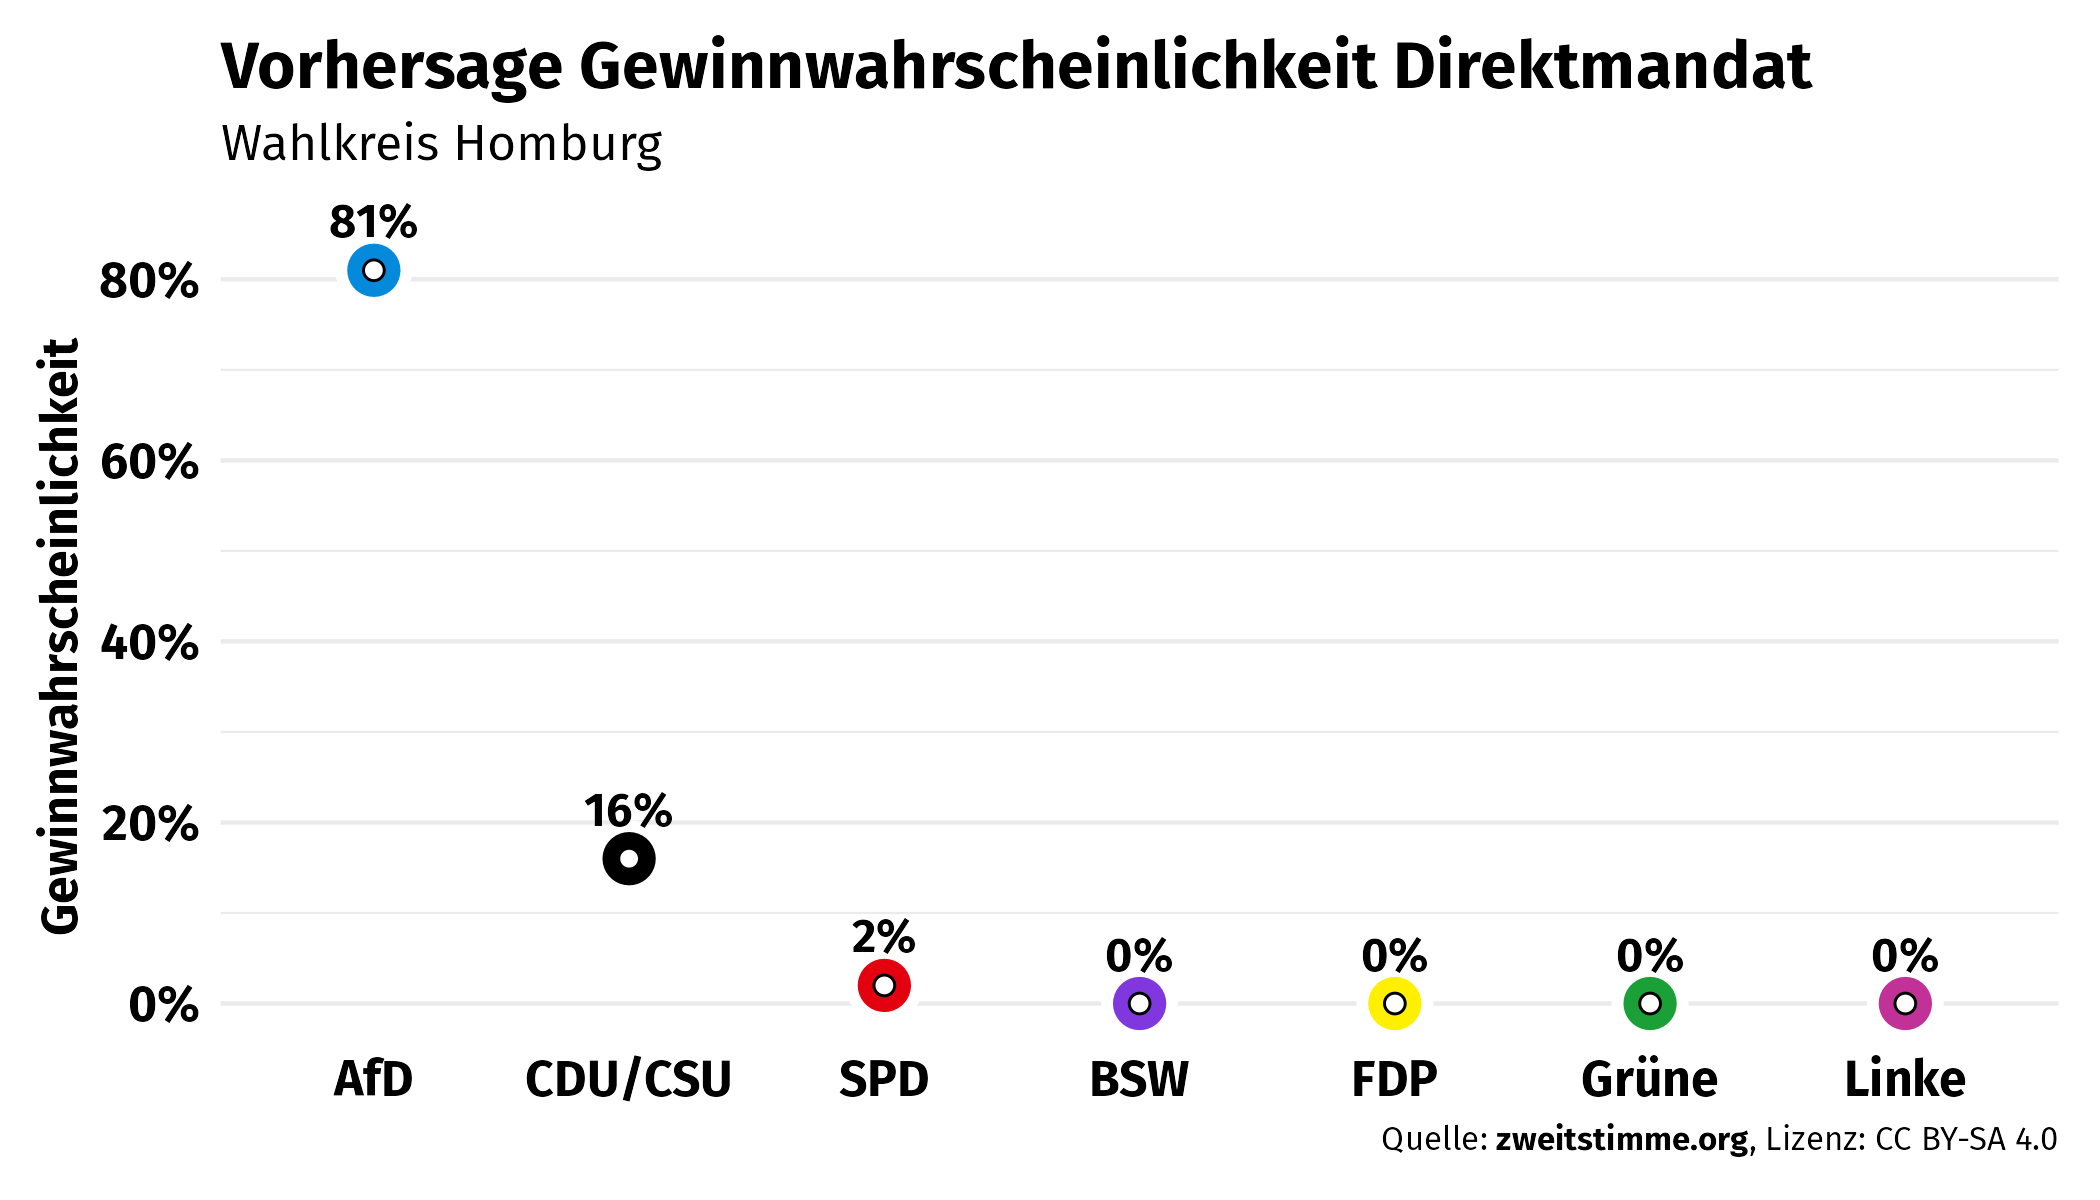 Vorhersage Gewinnwahrscheinlichkeit Direktmandat
Wahlkreis Homburg
Gewinnwahrscheinlichkeit
80%
60%
40%
20%
0%
81%
16%
2%
0%
0%
0%
0%
AfD
CDU/CSU
SPD
BSW
FDP
Grüne
Linke
Quelle: zweitstimme.org, Lizenz: CC BY-SA 4.0